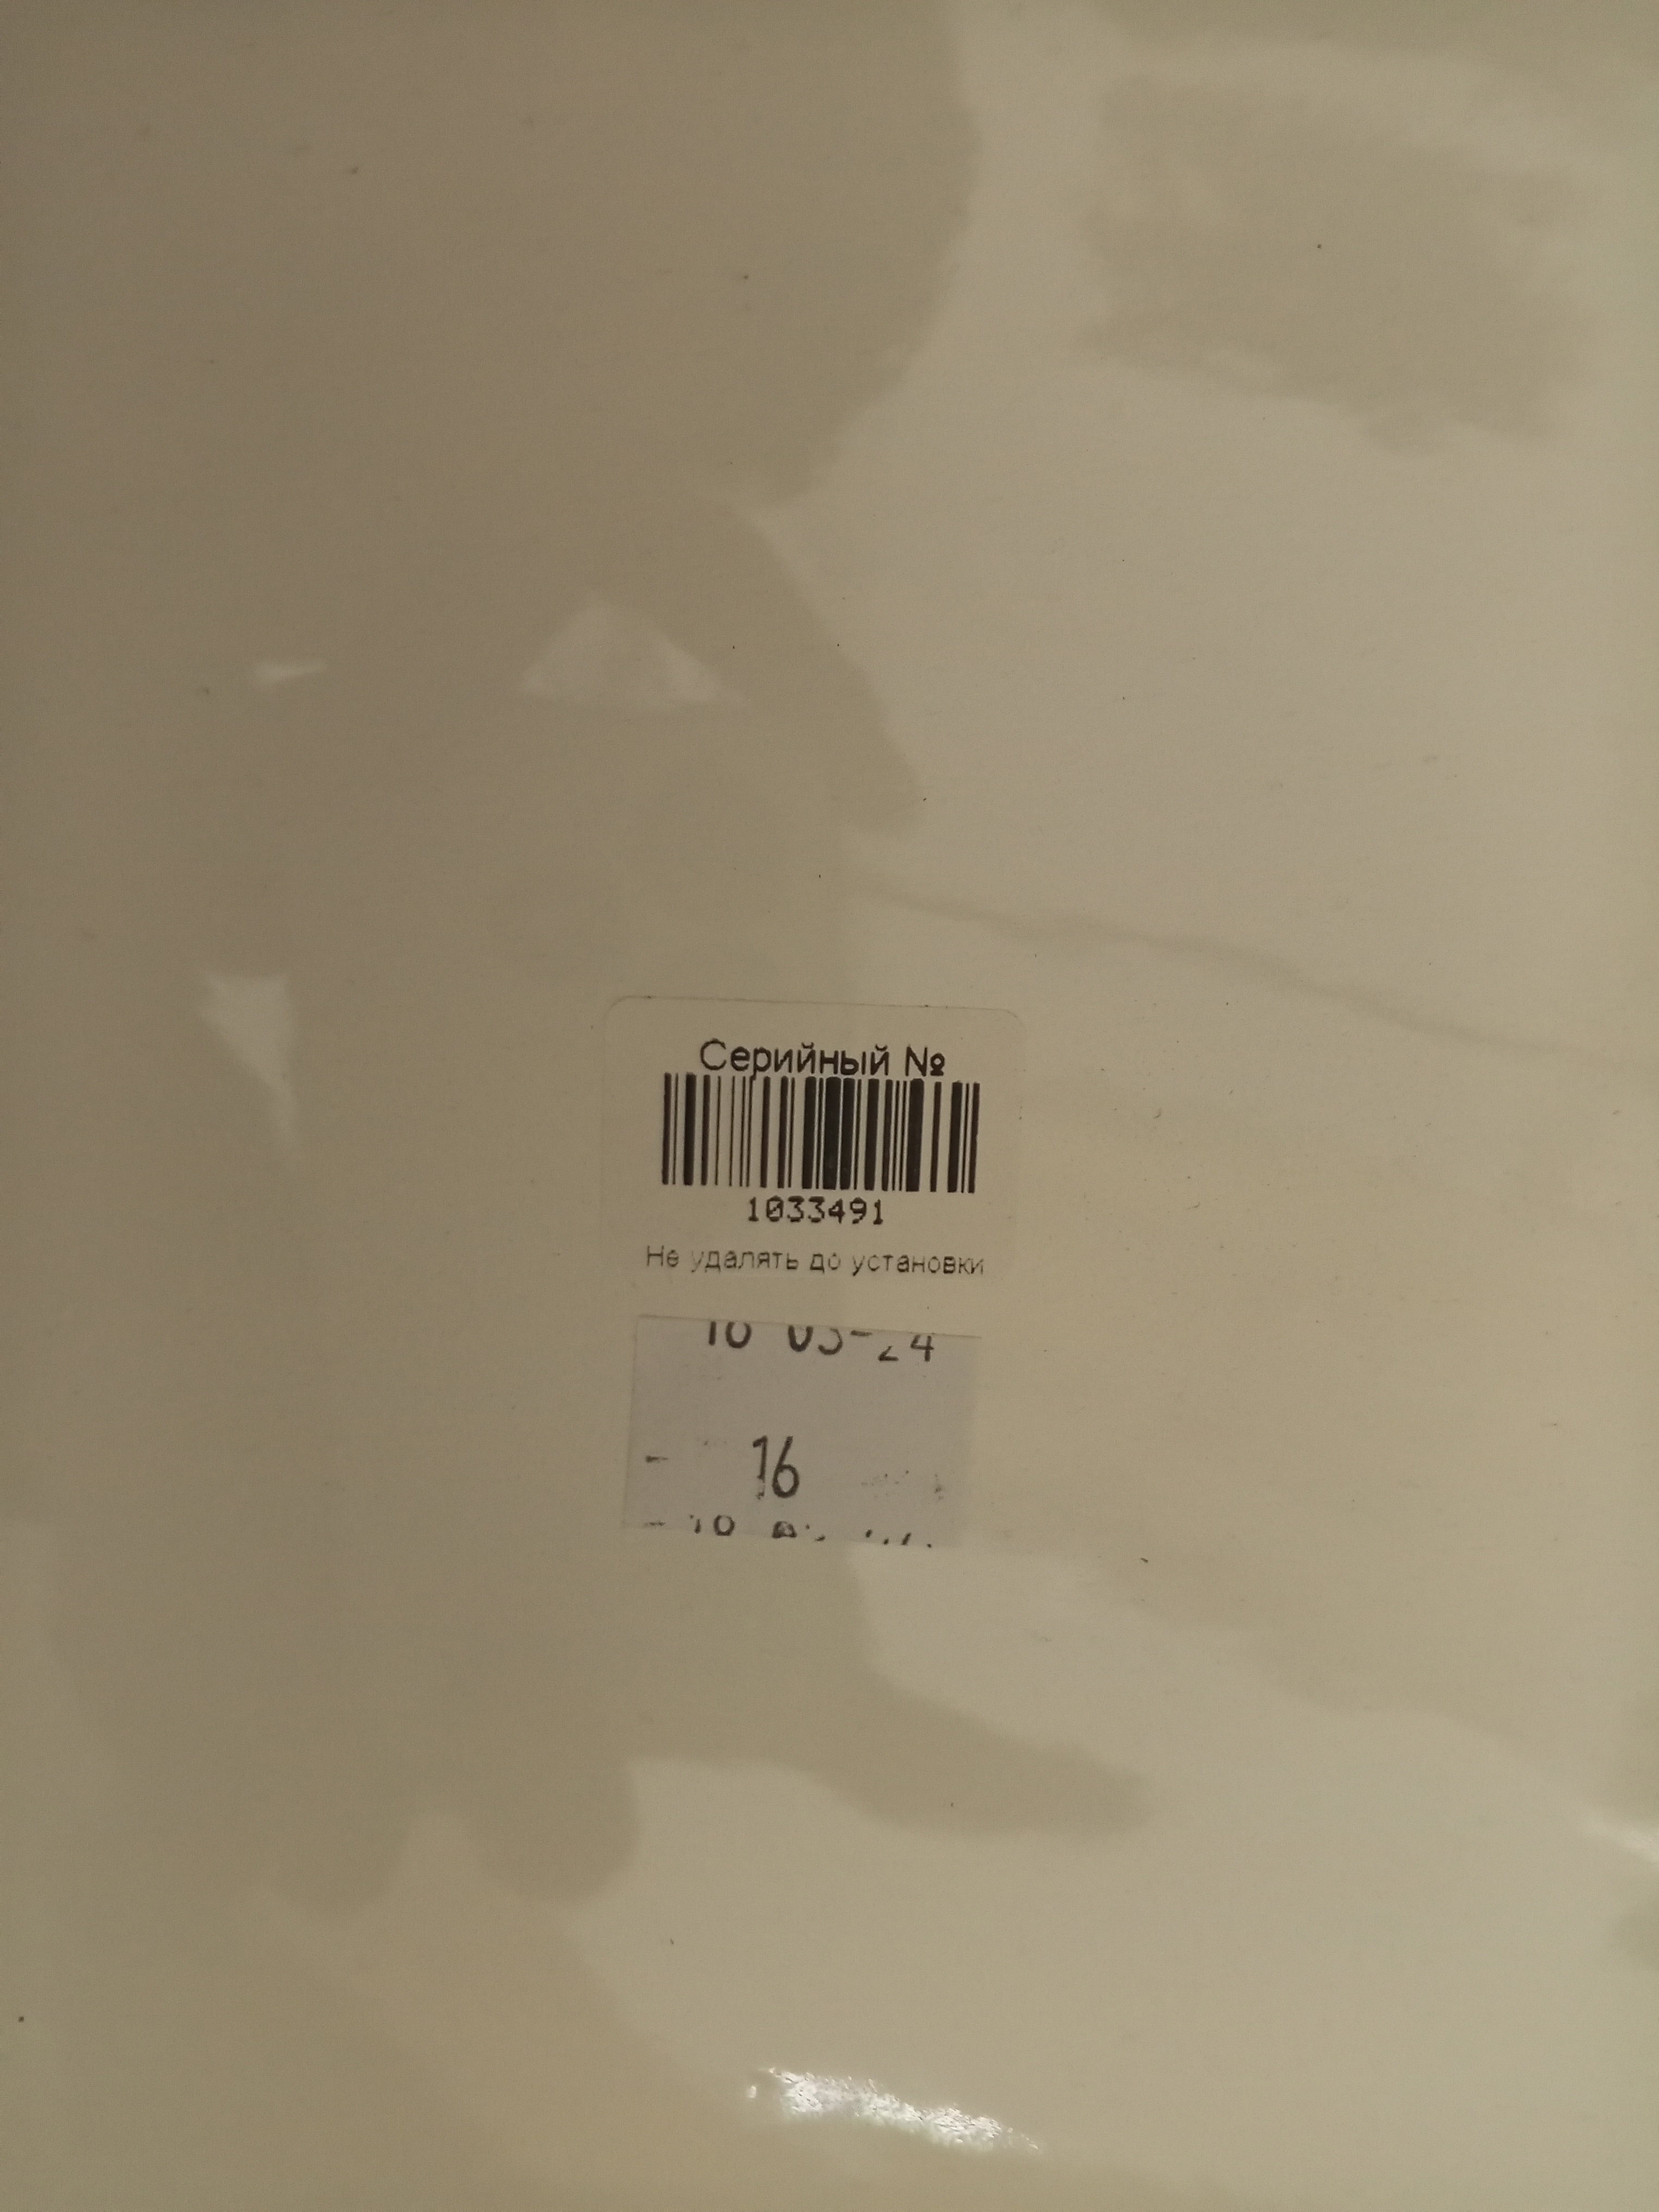 Серийный №
1033491
Не удалять до установки
16